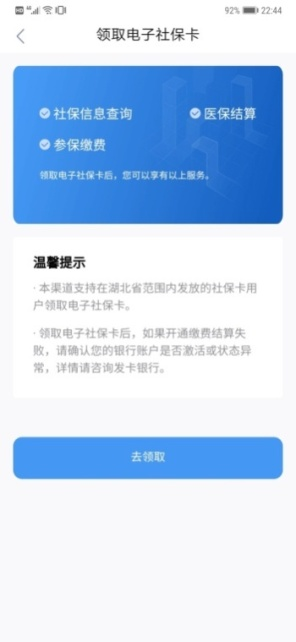 HD 4G 92% 22:44
领取电子社保卡
社保信息查询 医保结算
参保缴费
领取电子社保卡后，您可以享有以上服务。
温馨提示
· 本渠道支持在湖北省范围内发放的社保卡用
户领取电子社保卡。
· 领取电子社保卡后，如果开通缴费结算失
败，请确认您的银行账户是否激活或状态异
常，详情请咨询发卡银行。
去领取